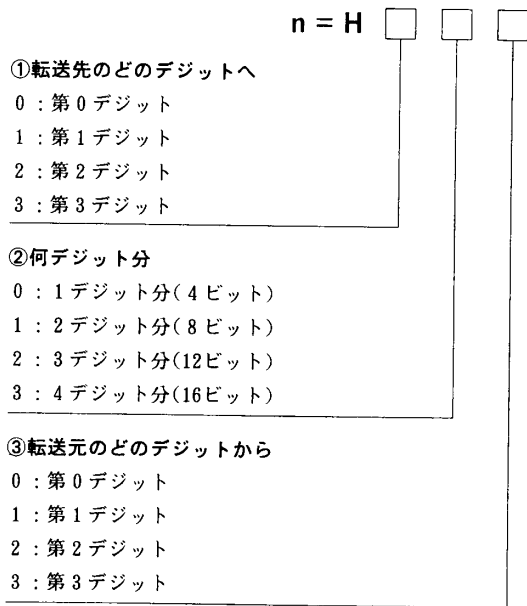 n = H □ □ □
①転送先のどのデジットへ
0 : 第0デジット
1 : 第1デジット
2 : 第2デジット
3 : 第3デジット
②何デジット分
0 : 1デジット分(4ビット)
1 : 2デジット分(8ビット)
2 : 3デジット分(12ビット)
3 : 4デジット分(16ビット)
③転送元のどのデジットから
0 : 第0デジット
1 : 第1デジット
2 : 第2デジット
3 : 第3デジット